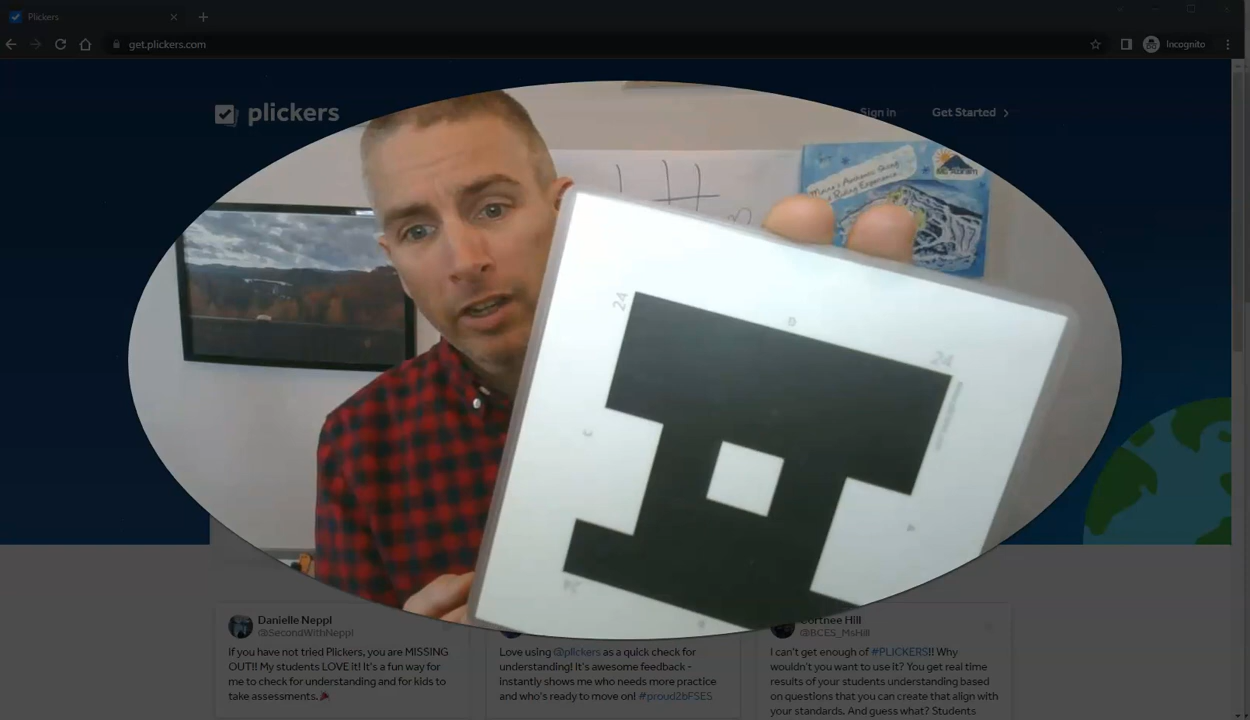 Plickers
get.plickers.com
Incognito
plickers
Sign in
Get Started
24
24
Danielle Neppl
@SecondWithNeppl
If you have not tried Plickers, you are MISSING
OUT!! My students LOVE it! It's a fun way for
me to check for understanding and for kids to
take assessments.
Love using @plickers as a quick check for
understanding! It's awesome feedback -
instantly shows me who needs more practice
and who's ready to move on! #proud2bFSES
Cortnee Hill
@BCES_MsHill
I can't get enough of #PLICKERS!! Why
wouldn't you want to use it? You get real time
results of your students understanding based
on questions that you can create that align with
your standards. And guess what? Students